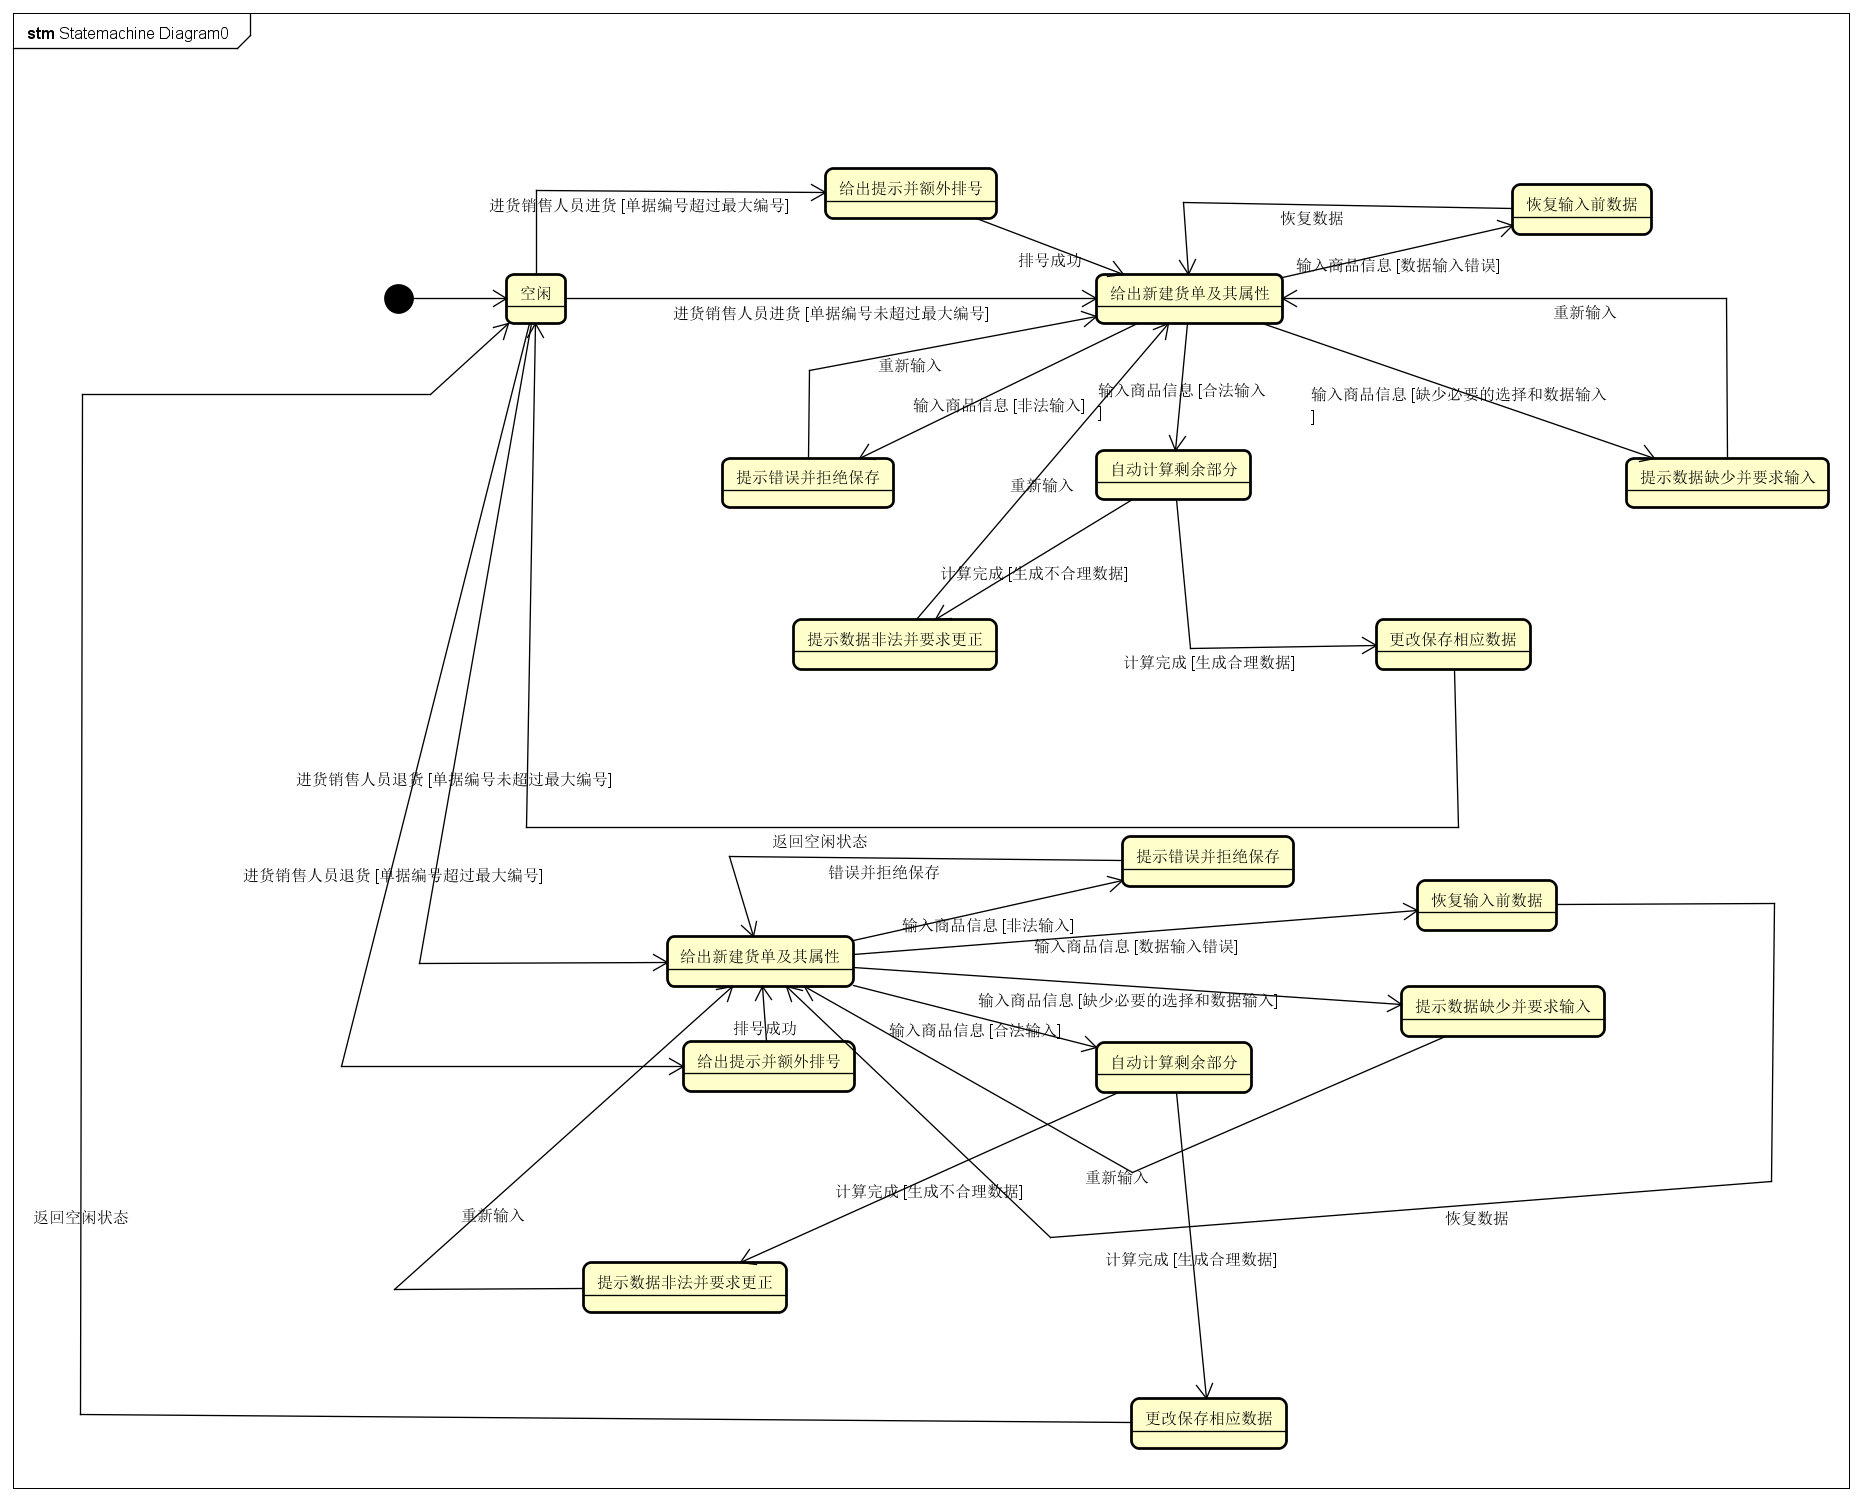 stm Statemachine Diagram0
给出提示并额外排号
恢复输入前数据
进货销售人员进货 [单据编号超过最大编号]
恢复数据
排号成功
输入商品信息 [数据输入错误]
空闲
给出新建货单及其属性
进货销售人员进货 [单据编号未超过最大编号]
重新输入
重新输入
输入商品信息 [非法输入]
输入商品信息 [合法输入
]
输入商品信息 [缺少必要的选择和数据输入
]
提示错误并拒绝保存
自动计算剩余部分
提示数据缺少并要求输入
重新输入
计算完成 [生成不合理数据]
提示数据非法并要求更正
更改保存相应数据
计算完成 [生成合理数据]
进货销售人员退货 [单据编号未超过最大编号]
返回空闲状态
提示错误并拒绝保存
错误并拒绝保存
进货销售人员退货 [单据编号超过最大编号]
恢复输入前数据
输入商品信息 [非法输入]
输入商品信息 [数据输入错误]
给出新建货单及其属性
输入商品信息 [缺少必要的选择和数据输入]
提示数据缺少并要求输入
排号成功
输入商品信息 [合法输入]
给出提示并额外排号
自动计算剩余部分
重新输入
计算完成 [生成不合理数据]
重新输入
返回空闲状态
恢复数据
计算完成 [生成合理数据]
提示数据非法并要求更正
更改保存相应数据